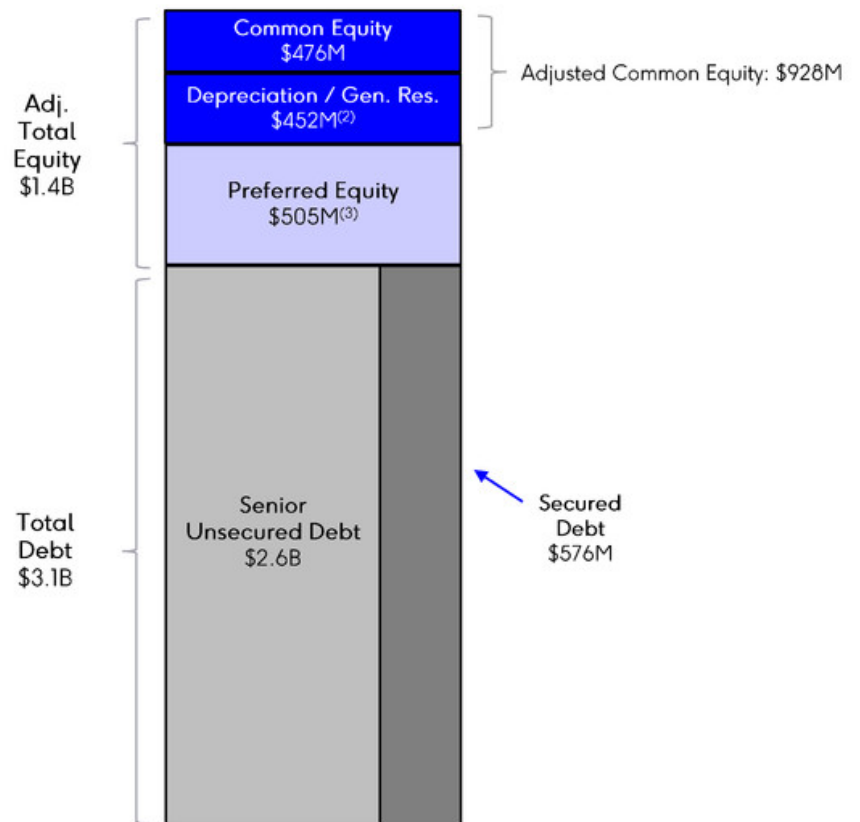 Common Equity
$476M
Adjusted Common Equity: $928M
Depreciation / Gen. Res.
$452M(2)
Adj.
Total
Equity
$1.4B
Preferred Equity
$505M(3)
Senior
Unsecured Debt
$2.6B
Secured
Debt
$576M
Total
Debt
$3.1B